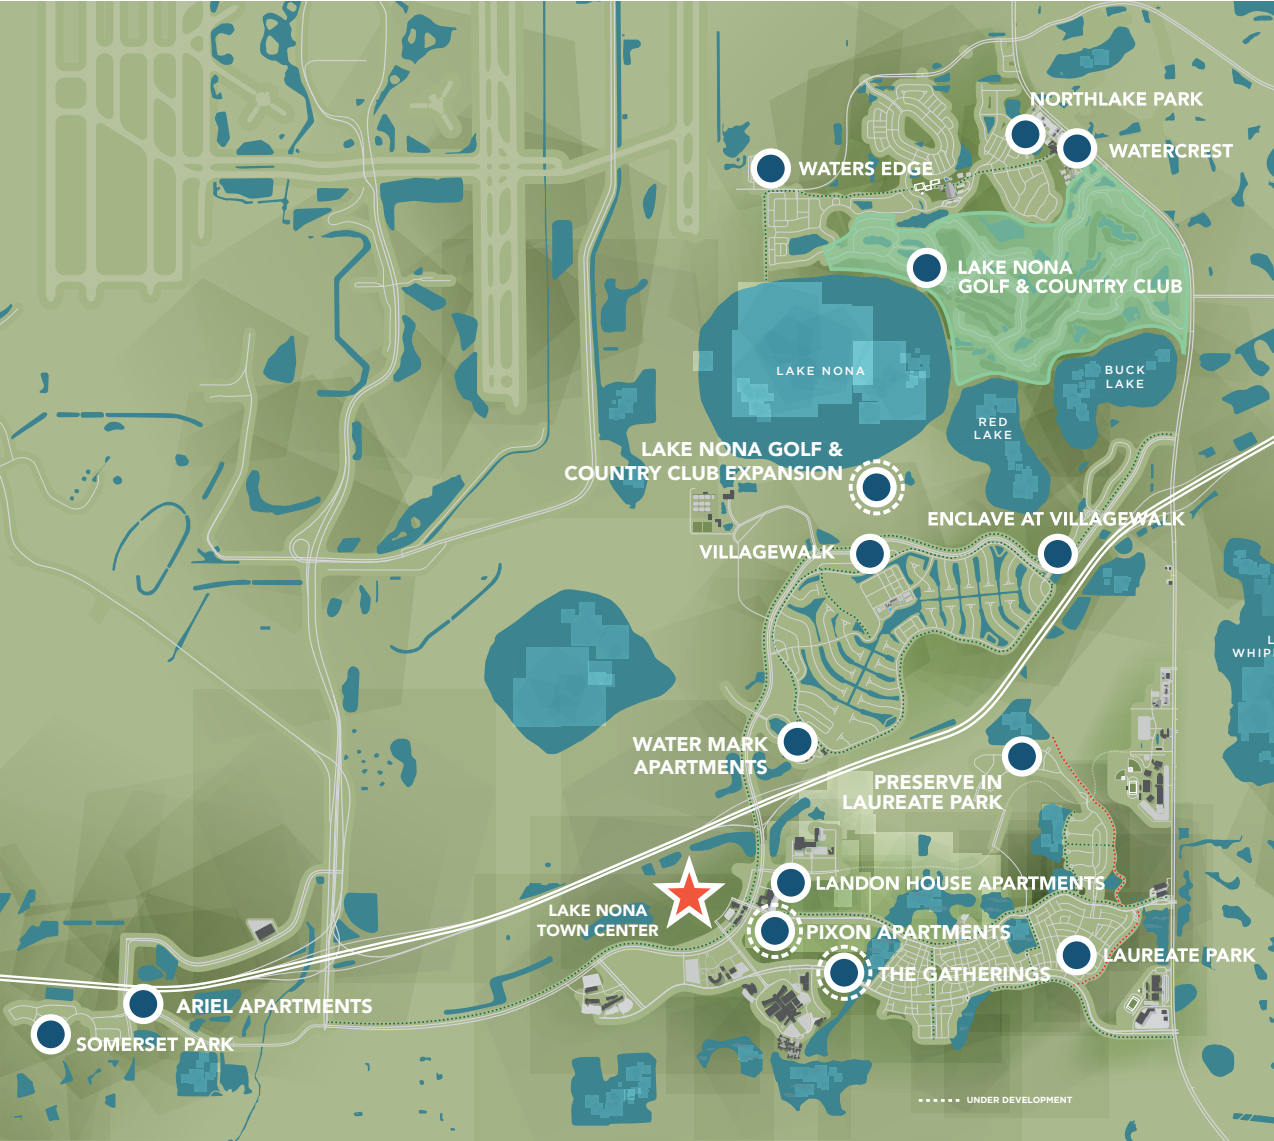 NORTHLAKE PARK
WATERCREST
WATERS EDGE
LAKE NONA
GOLF & COUNTRY CLUB
LAKE NONA
BUCK
LAKE
RED
LAKE
LAKE NONA GOLF &
COUNTRY CLUB EXPANSION
ENCLAVE AT VILLAGEWALK
VILLAGEWALK
L
WHIP
WATER MARK
APARTMENTS
PRESERVE IN
LAUREATE PARK
LANDON HOUSE APARTMENTS
LAKE NONA
TOWN CENTER
PIXON APARTMENTS
LAUREATE PARK
THE GATHERINGS
ARIEL APARTMENTS
SOMERSET PARK
UNDER DEVELOPMENT